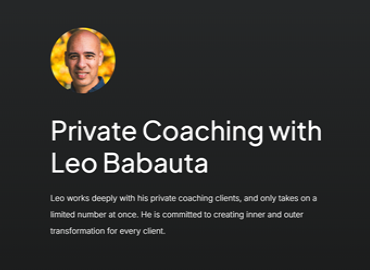 Private Coaching with
Leo Babauta
Leo works deeply with his private coaching clients, and only takes on a
limited number at once. He is committed to creating inner and outer
transformation for every client.